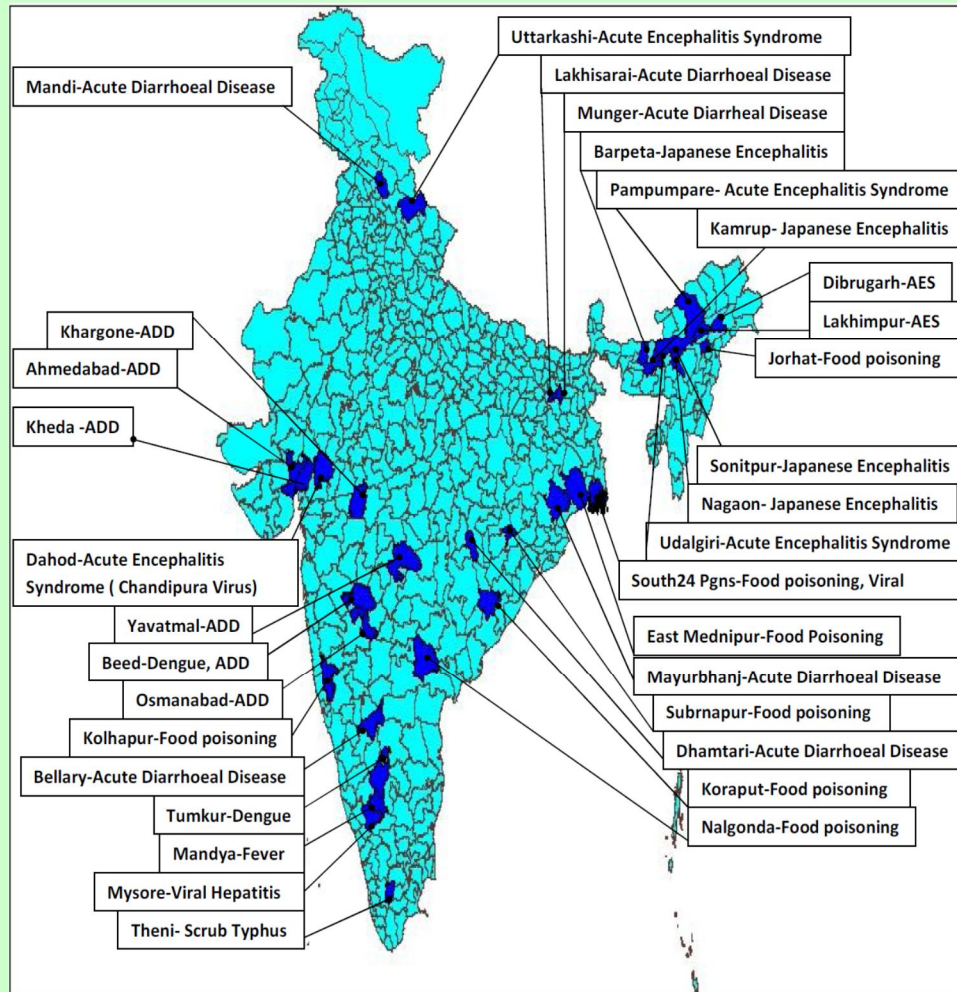 Uttarkashi-Acute Encephalitis Syndrome
Lakhisarai-Acute Diarrhoeal Disease
Mandi-Acute Diarrhoeal Disease
Munger-Acute Diarrheal Disease
Barpeta-Japanese Encephalitis
Pampumpare- Acute Encephalitis Syndrome
Kamrup- Japanese Encephalitis
Dibrugarh-AES
Lakhimpur-AES
Jorhat-Food poisoning
Khargone-ADD
Ahmedabad-ADD
Kheda -ADD
Sonitpur-Japanese Encephalitis
Nagaon- Japanese Encephalitis
Udalgiri-Acute Encephalitis Syndrome
South24 Pgns-Food poisoning, Viral
Dahod-Acute Encephalitis
Syndrome ( Chandipura Virus)
Yavatmal-ADD
Beed-Dengue, ADD
Osmanabad-ADD
Kolhapur-Food poisoning
Bellary-Acute Diarrhoeal Disease
Tumkur-Dengue
Mandya-Fever
Mysore-Viral Hepatitis
Theni- Scrub Typhus
East Mednipur-Food Poisoning
Mayurbhanj-Acute Diarrhoeal Disease
Subrnapur-Food poisoning
Dhamtari-Acute Diarrhoeal Disease
Koraput-Food poisoning
Nalgonda-Food poisoning